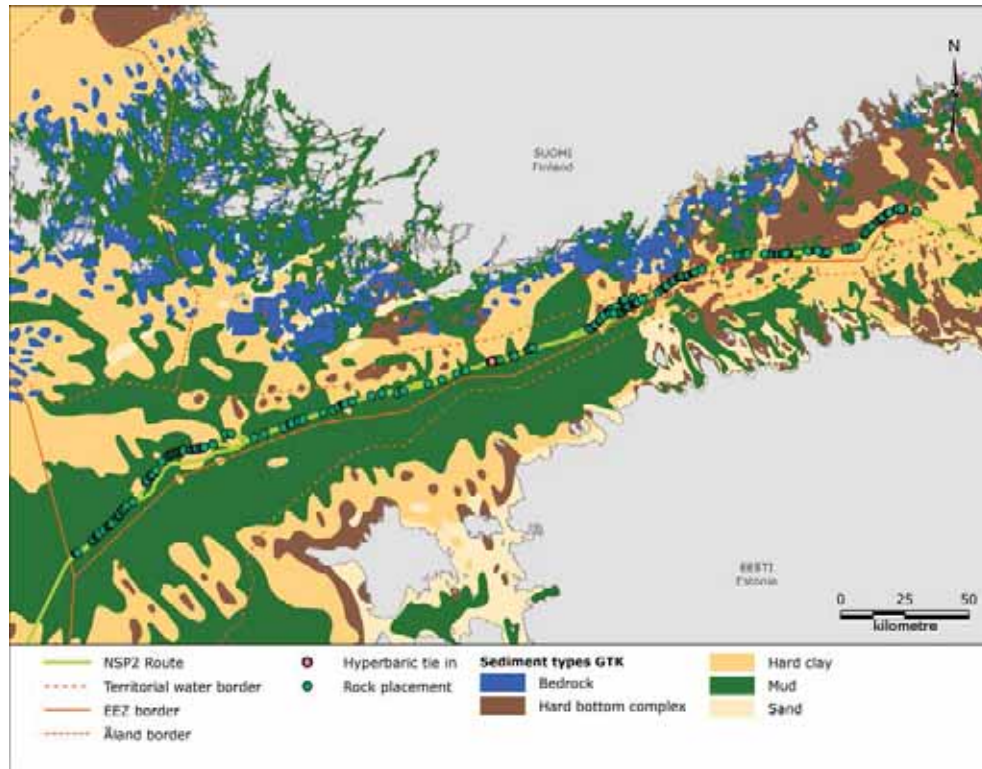 N
SUOMI
Finland
EESTI
Estonia
0 25 50
kilometre
NSP2 Route
Territorial water border
EEZ border
Åland border
Hyperbaric tie in
Rock placement
Sediment types GTK
Bedrock
Hard bottom complex
Hard clay
Mud
Sand